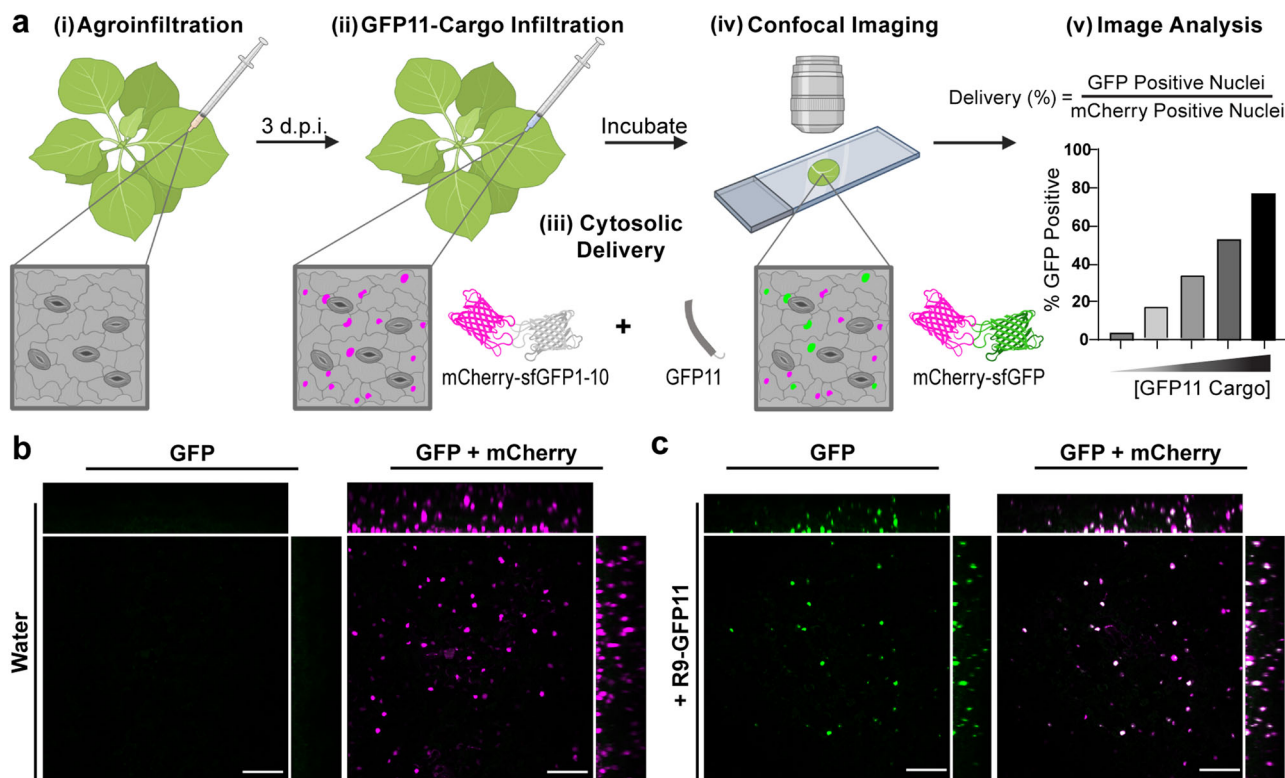 a
(i) Agroinfiltration
(ii) GFP11-Cargo Infiltration
(iv) Confocal Imaging
(v) Image Analysis
3 d.p.i.
Incubate
Delivery (%) =
GFP Positive Nuclei
mCherry Positive Nuclei
(iii) Cytosolic
Delivery
mCherry-sfGFP1-10
+
GFP11
mCherry-sfGFP
% GFP Positive
100
80
60
40
20
0
[GFP11 Cargo]
b
GFP
GFP + mCherry
Water
c
GFP
GFP + mCherry
+ R9-GFP11